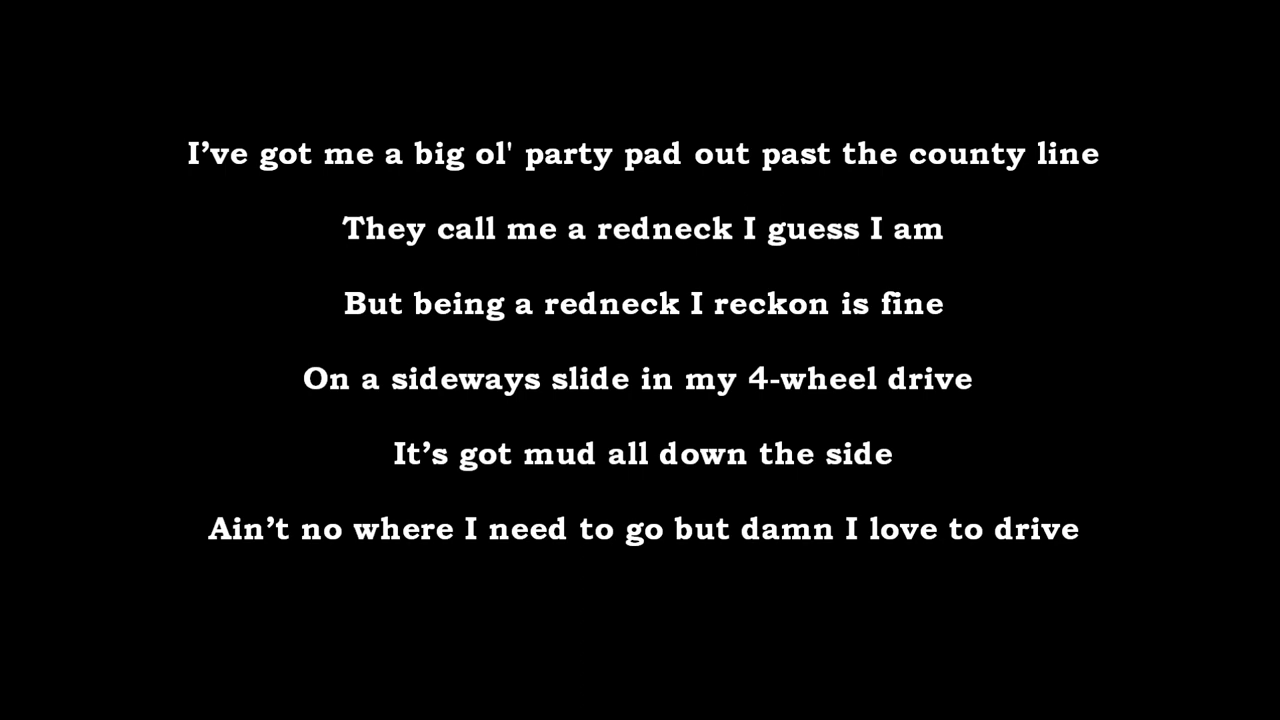 I’ve got me a big ol' party pad out past the county line
They call me a redneck I guess I am
But being a redneck I reckon is fine
On a sideways slide in my 4-wheel drive
It’s got mud all down the side
Ain’t no where I need to go but damn I love to drive